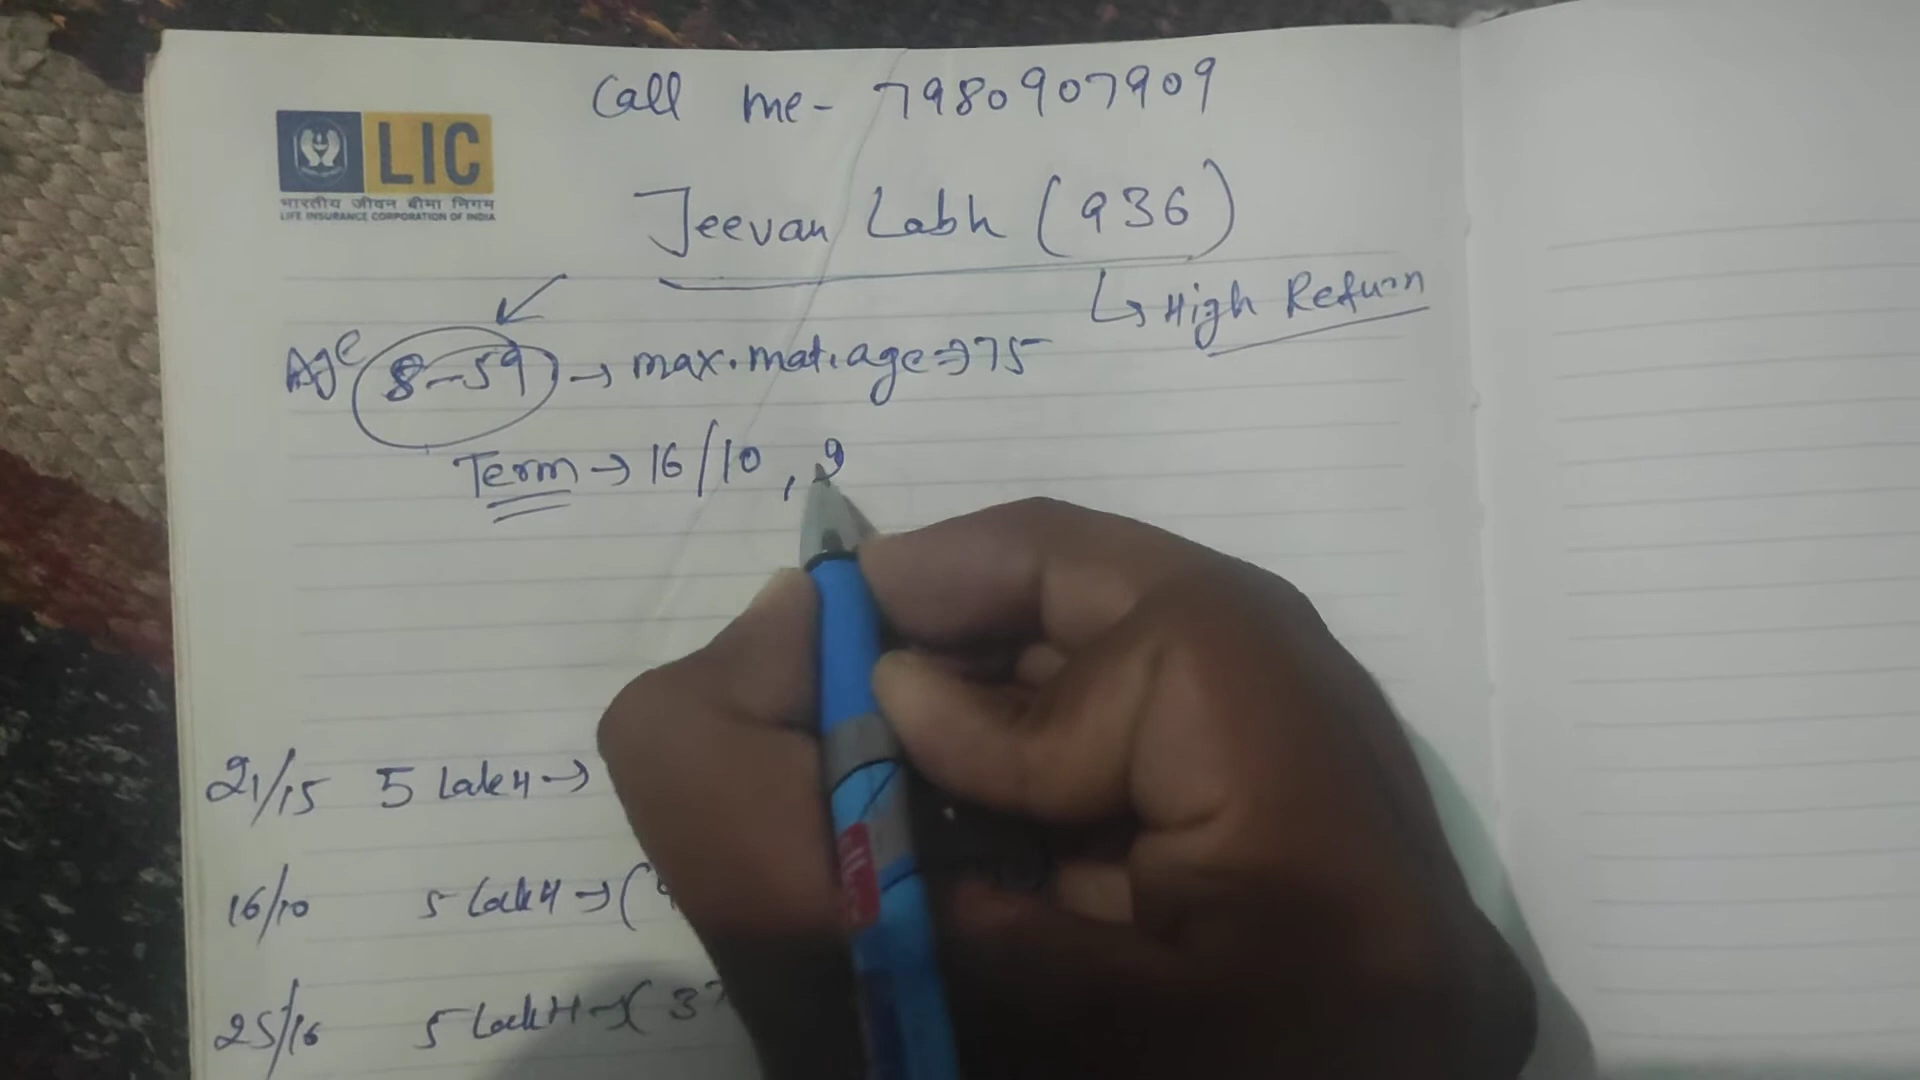 Call me - 7980907909
LIC
भारतीय जीवन बीमा निगम
LIFE INSURANCE CORPORATION OF INDIA
Jeevan Labh (936)
↳ High Return
Age 8-59 → max. mat. age ⇒ 75
Term → 16/10 ,
21/15 5 Lakh →
16/10 5 Lakh → (
25/16 5 Lakh → ( 37